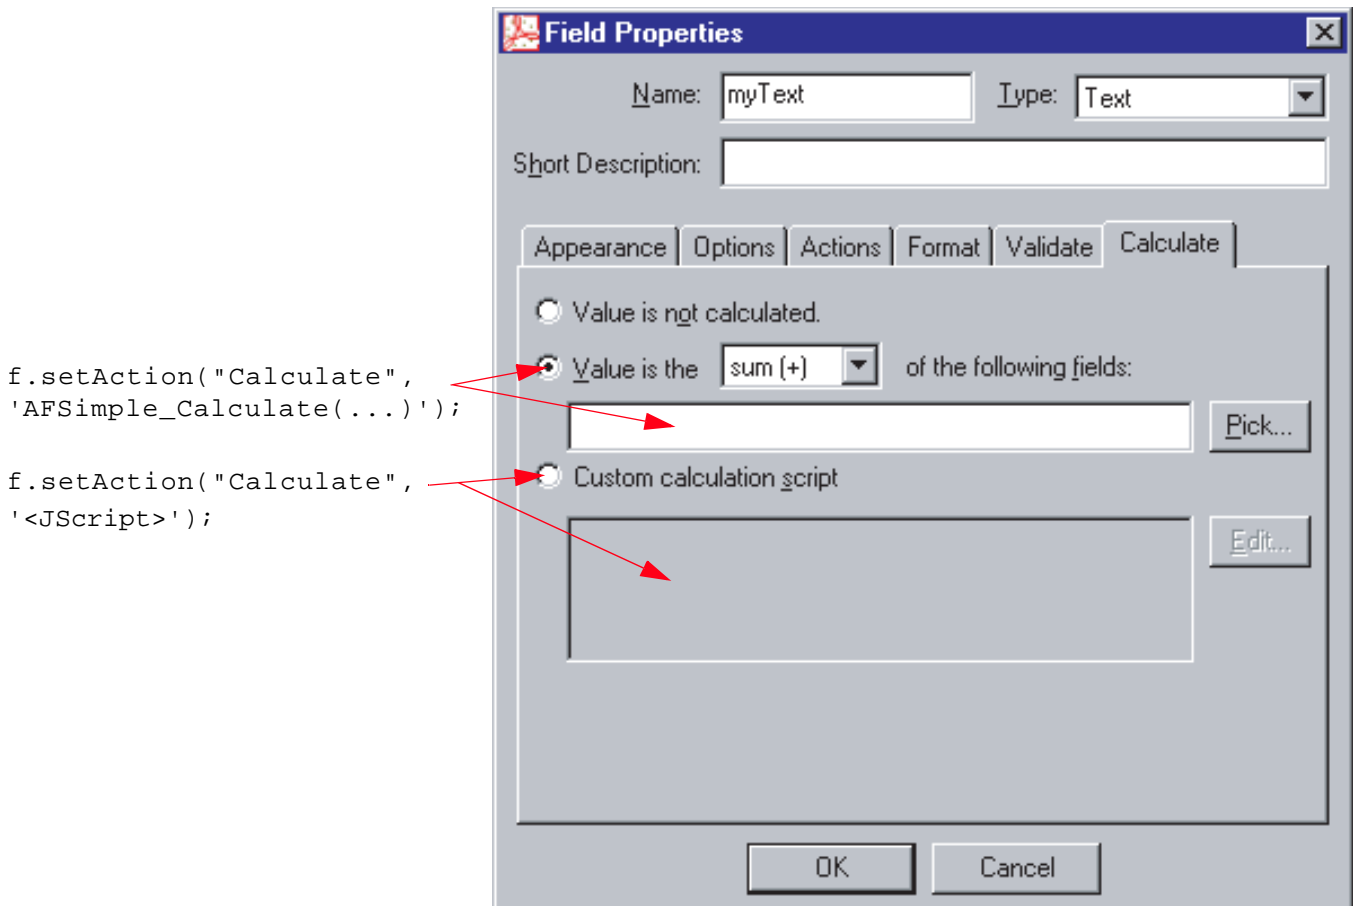 Field Properties
Name: myText Type: Text
Short Description:
Appearance Options Actions Format Validate Calculate
Value is not calculated.
f.setAction("Calculate",
'AFSimple_Calculate(...)');
Value is the sum (+) of the following fields:
Pick...
f.setAction("Calculate",
'<JScript>');
Custom calculation script
Edit...
OK Cancel